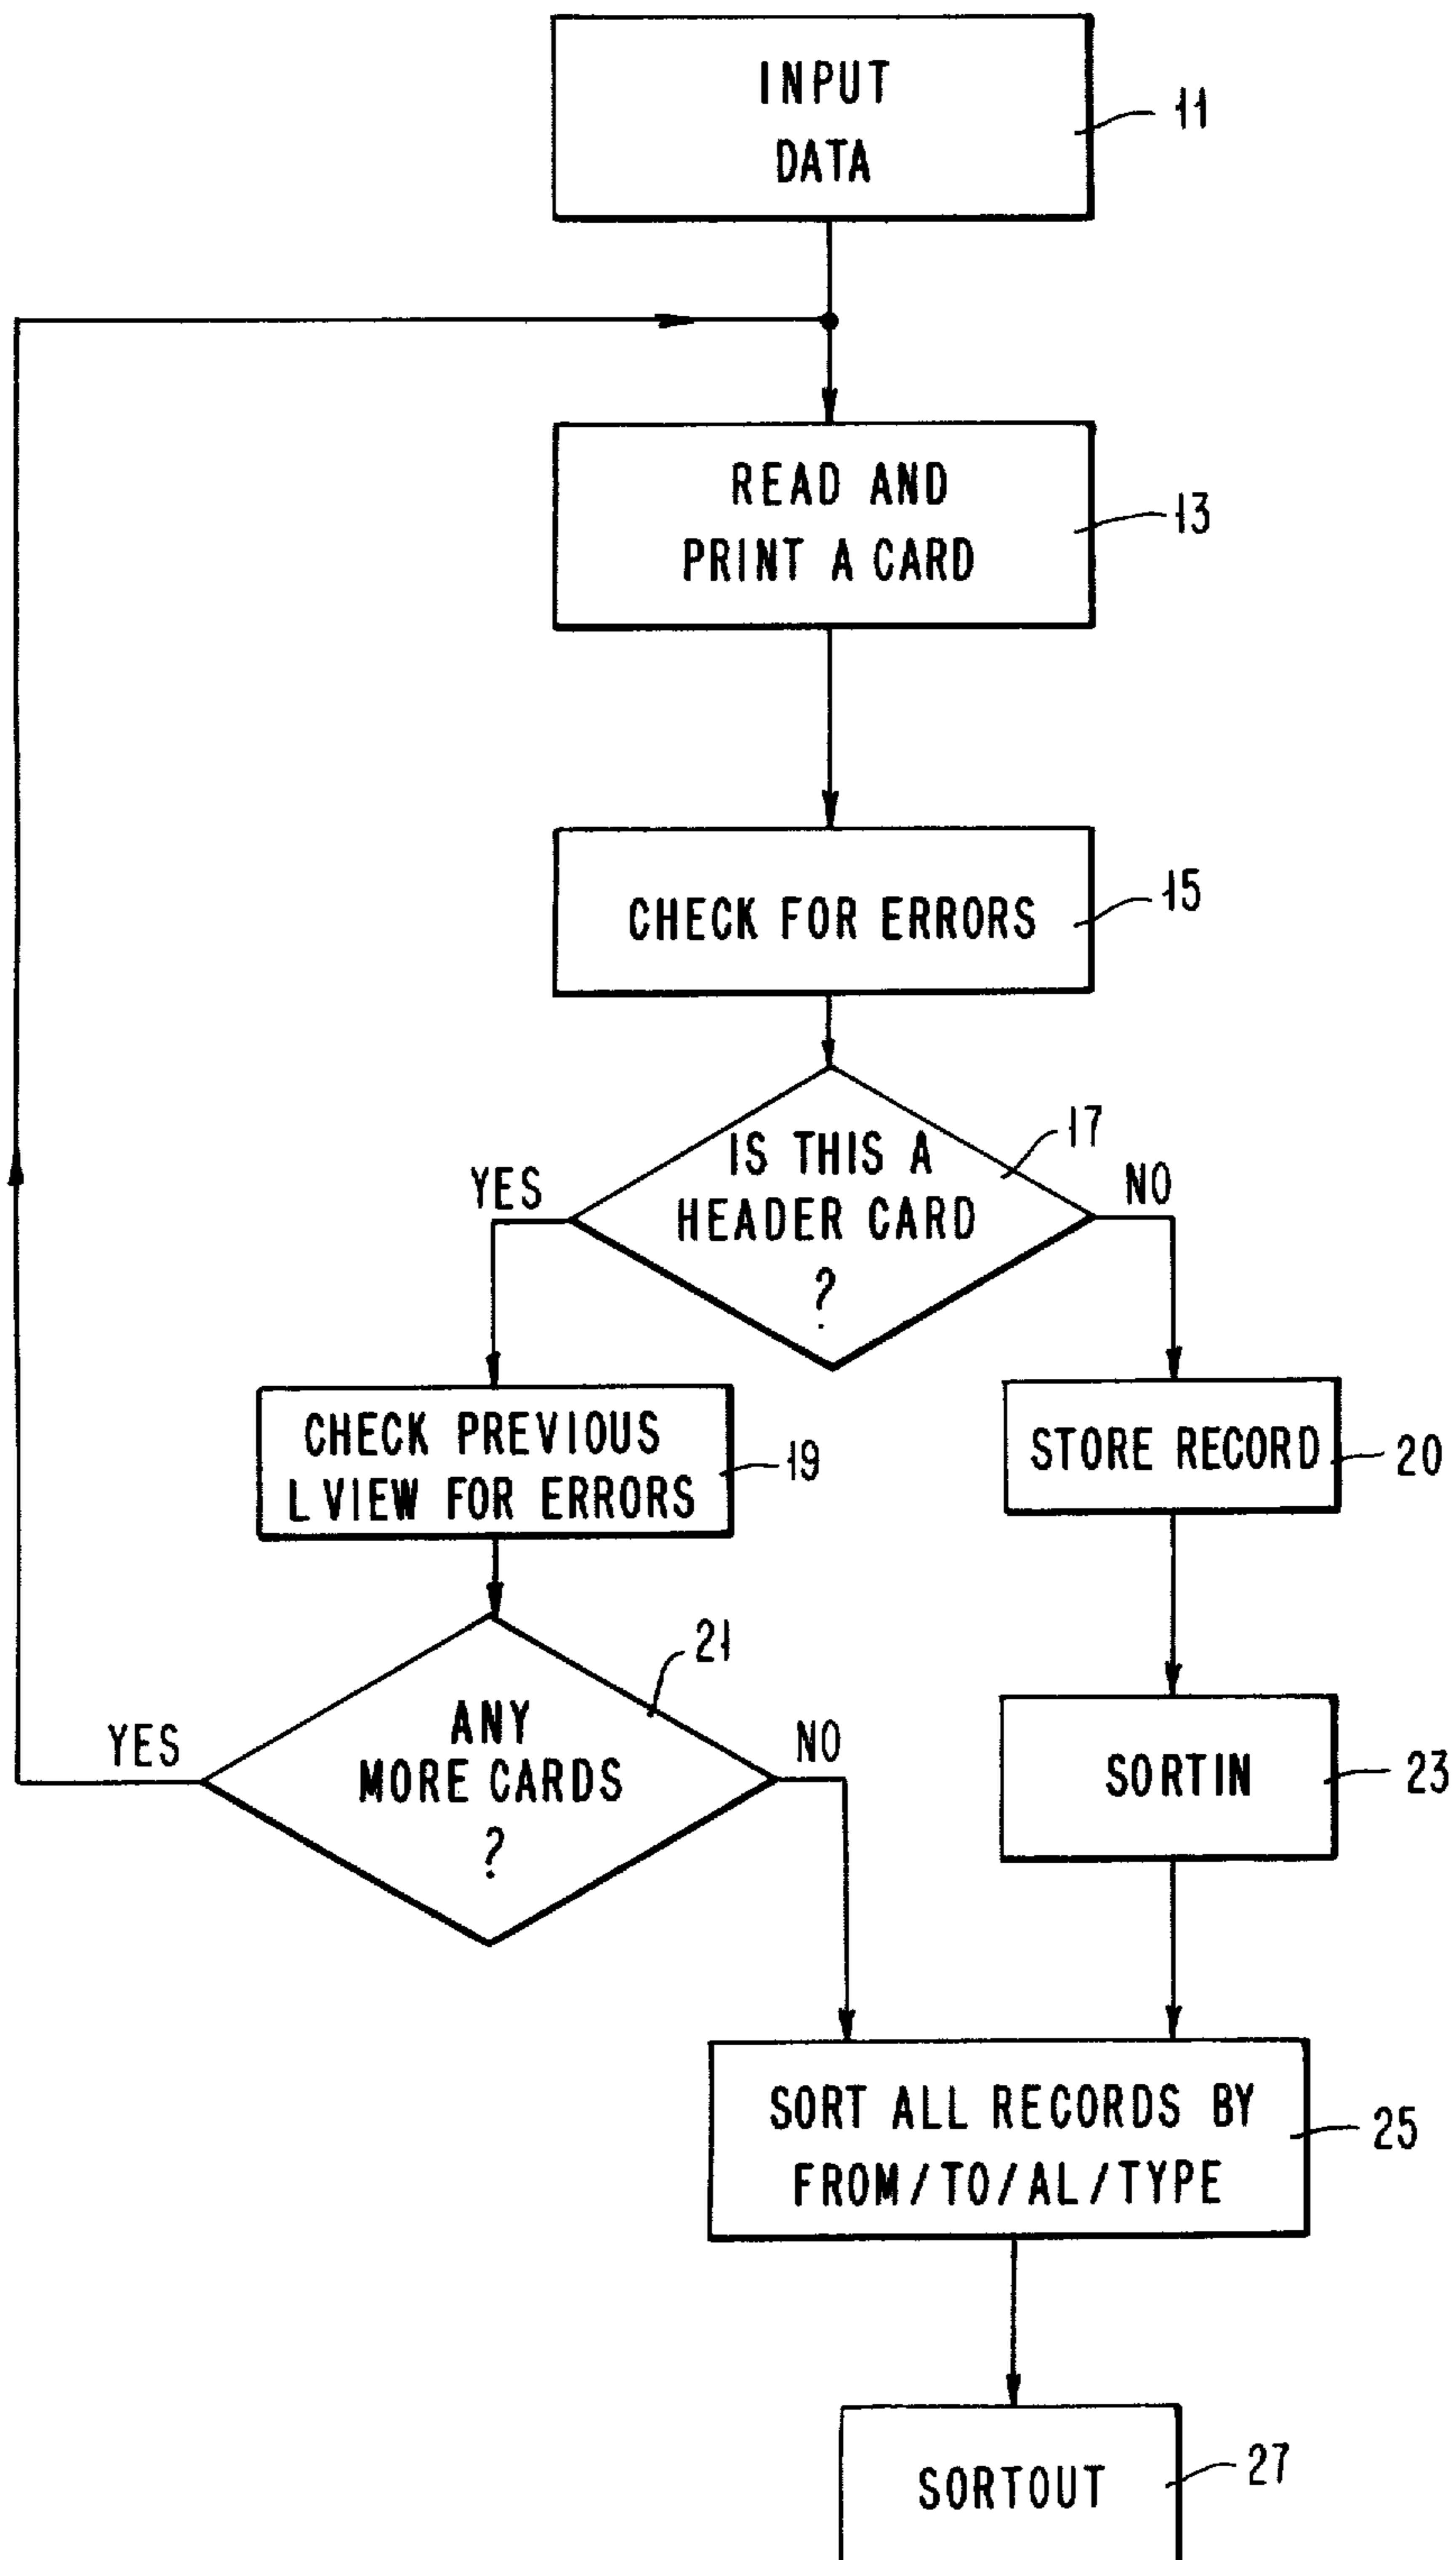 INPUT
DATA
11
READ AND
PRINT A CARD
13
CHECK FOR ERRORS
15
IS THIS A
HEADER CARD
?
17
YES
NO
CHECK PREVIOUS
L VIEW FOR ERRORS
19
STORE RECORD
20
ANY
MORE CARDS
?
21
YES
NO
SORTIN
23
SORT ALL RECORDS BY
FROM/TO/AL/TYPE
25
SORTOUT
27